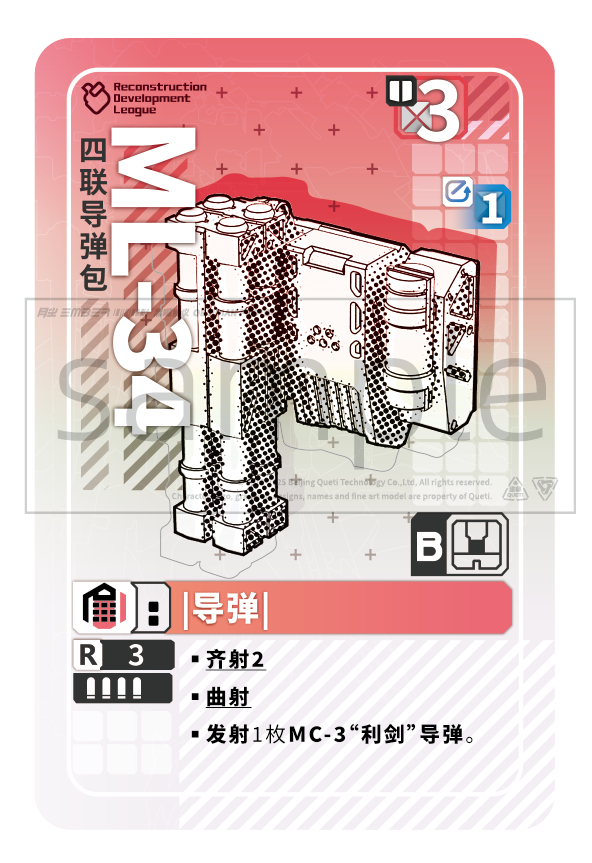 Reconstruction
Development
League
3
四联导弹包
ML-34
1
sample
Beijing Queti Technology Co.,Ltd, All rights reserved.
names and fine art model are property of Queti.
B
|导弹|
R 3
齐射2
曲射
发射1枚MC-3“利剑”导弹。